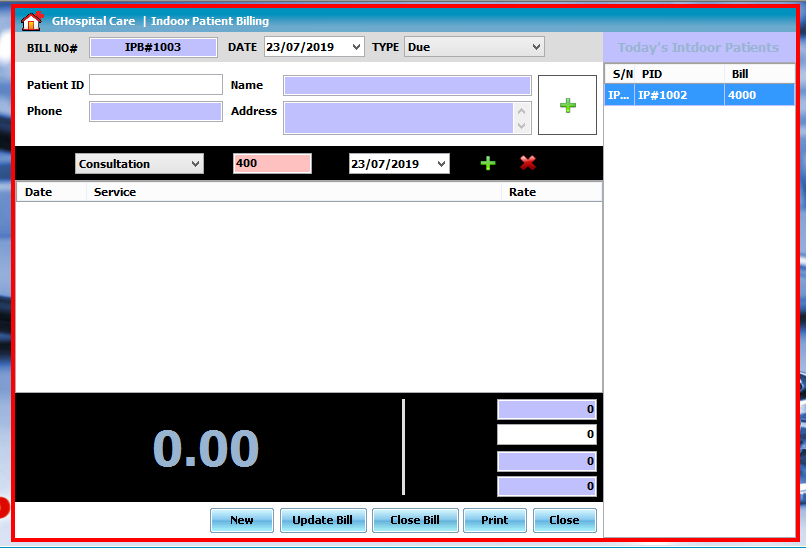 GHospital Care | Indoor Patient Billing
BILL NO# IPB#1003 DATE 23/07/2019 TYPE Due
Today's Intdoor Patients
Patient ID Name
Phone Address
S/N PID Bill
IP... IP#1002 4000
Consultation 400 23/07/2019
Date Service Rate
0.00
0
0
0
0
New Update Bill Close Bill Print Close